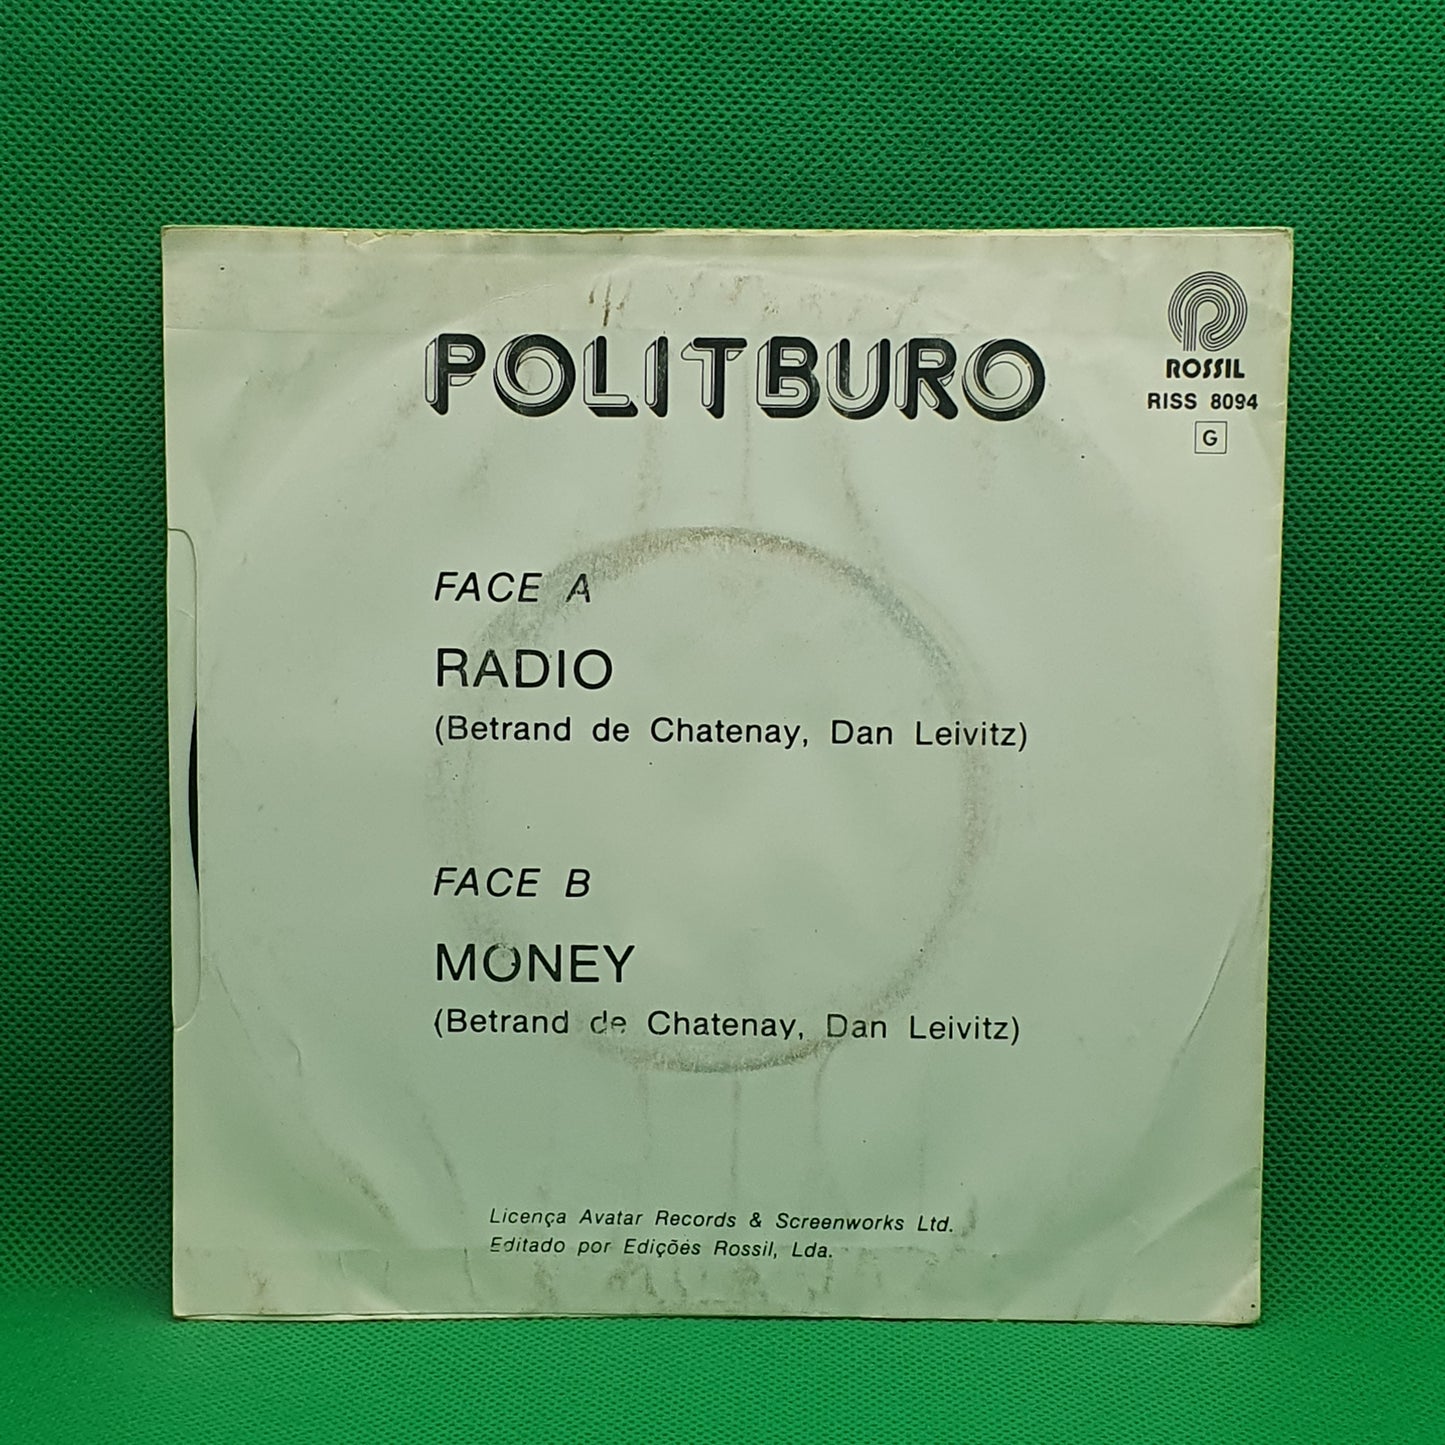 POLITBURO
ROSSIL
RISS 8094
G
FACE A
RADIO
(Betrand de Chatenay, Dan Leivitz)
FACE B
MONEY
(Betrand de Chatenay, Dan Leivitz)
Licença Avatar Records & Screenworks Ltd.
Editado por Edições Rossil, Lda.